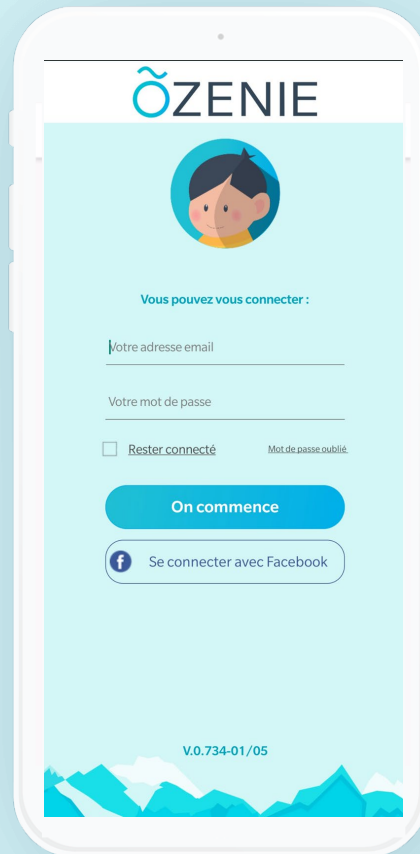 ÕZENIE
Vous pouvez vous connecter :
Votre adresse email
Votre mot de passe
Rester connecté
Mot de passe oublié
On commence
f
Se connecter avec Facebook
V.0.734-01/05